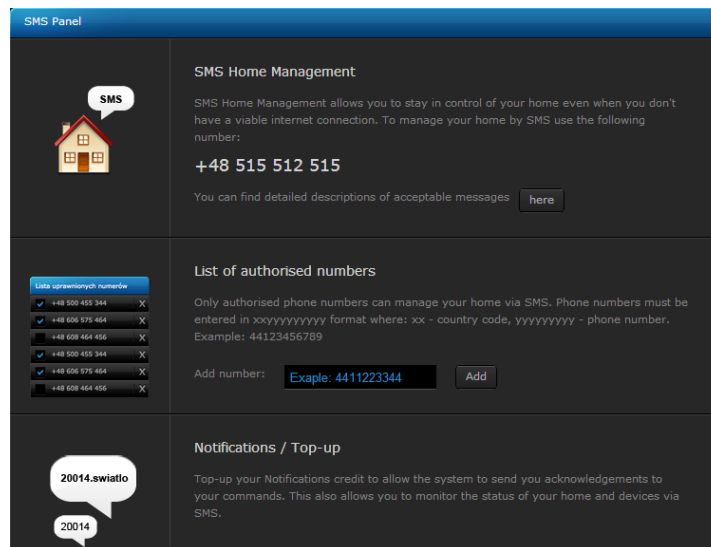 SMS Panel
SMS
SMS Home Management
SMS Home Management allows you to stay in control of your home even when you don't
have a viable internet connection. To manage your home by SMS use the following
number:
+48 515 512 515
You can find detailed descriptions of acceptable messages here
Lista uprawnionych numerów
+48 500 455 344 X
+48 606 575 464 X
+48 608 464 456 X
+48 500 455 344 X
+48 606 575 464 X
+48 608 464 456 X
List of authorised numbers
Only authorised phone numbers can manage your home via SMS. Phone numbers must be
entered in xxyyyyyyyyy format where: xx - country code, yyyyyyyyy - phone number.
Example: 44123456789
Add number: Exaple: 4411223344 Add
20014.swiatlo
20014
Notifications / Top-up
Top-up your Notifications credit to allow the system to send you acknowledgements to
your commands. This also allows you to monitor the status of your home and devices via
SMS.